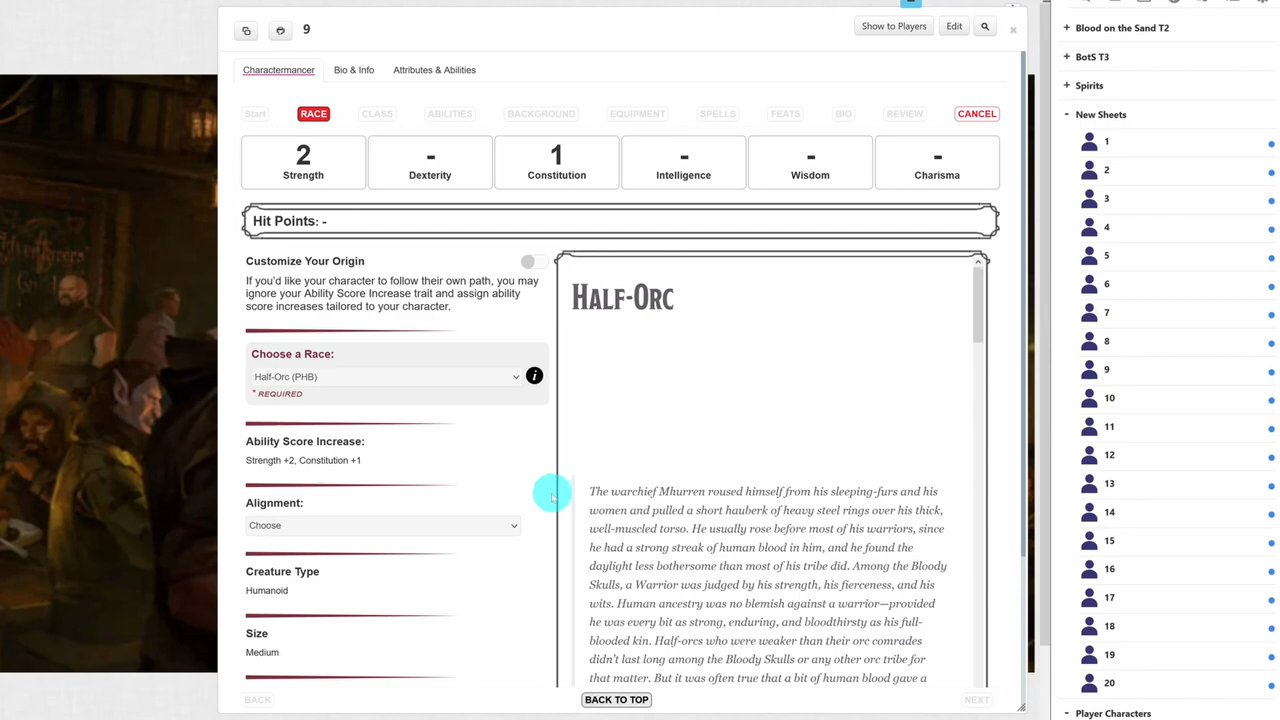 9
Show to Players
Edit
Charactermancer
Bio & Info
Attributes & Abilities
Start
RACE
CLASS
ABILITIES
BACKGROUND
EQUIPMENT
SPELLS
FEATS
BIO
REVIEW
CANCEL
2
Strength
-
Dexterity
1
Constitution
-
Intelligence
-
Wisdom
-
Charisma
Hit Points: -
Customize Your Origin
If you'd like your character to follow their own path, you may
ignore your Ability Score Increase trait and assign ability
score increases tailored to your character.
Choose a Race:
Half-Orc (PHB)
* REQUIRED
Ability Score Increase:
Strength +2, Constitution +1
Alignment:
Choose
Creature Type
Humanoid
Size
Medium
Half-Orc
The warchief Mhurren roused himself from his sleeping-furs and his
women and pulled a short hauberk of heavy steel rings over his thick,
well-muscled torso. He usually rose before most of his warriors, since
he had a strong streak of human blood in him, and he found the
daylight less bothersome than most of his tribe did. Among the Bloody
Skulls, a Warrior was judged by his strength, his fierceness, and his
wits. Human ancestry was no blemish against a warrior—provided
he was every bit as strong, enduring, and bloodthirsty as his full-
blooded kin. Half-orcs who were weaker than their orc comrades
didn't last long among the Bloody Skulls or any other orc tribe for
that matter. But it was often true that a bit of human blood gave a
BACK
BACK TO TOP
NEXT
+ Blood on the Sand T2
+ BotS T3
+ Spirits
- New Sheets
1
2
3
4
5
6
7
8
9
10
11
12
13
14
15
16
17
18
19
20
- Player Characters